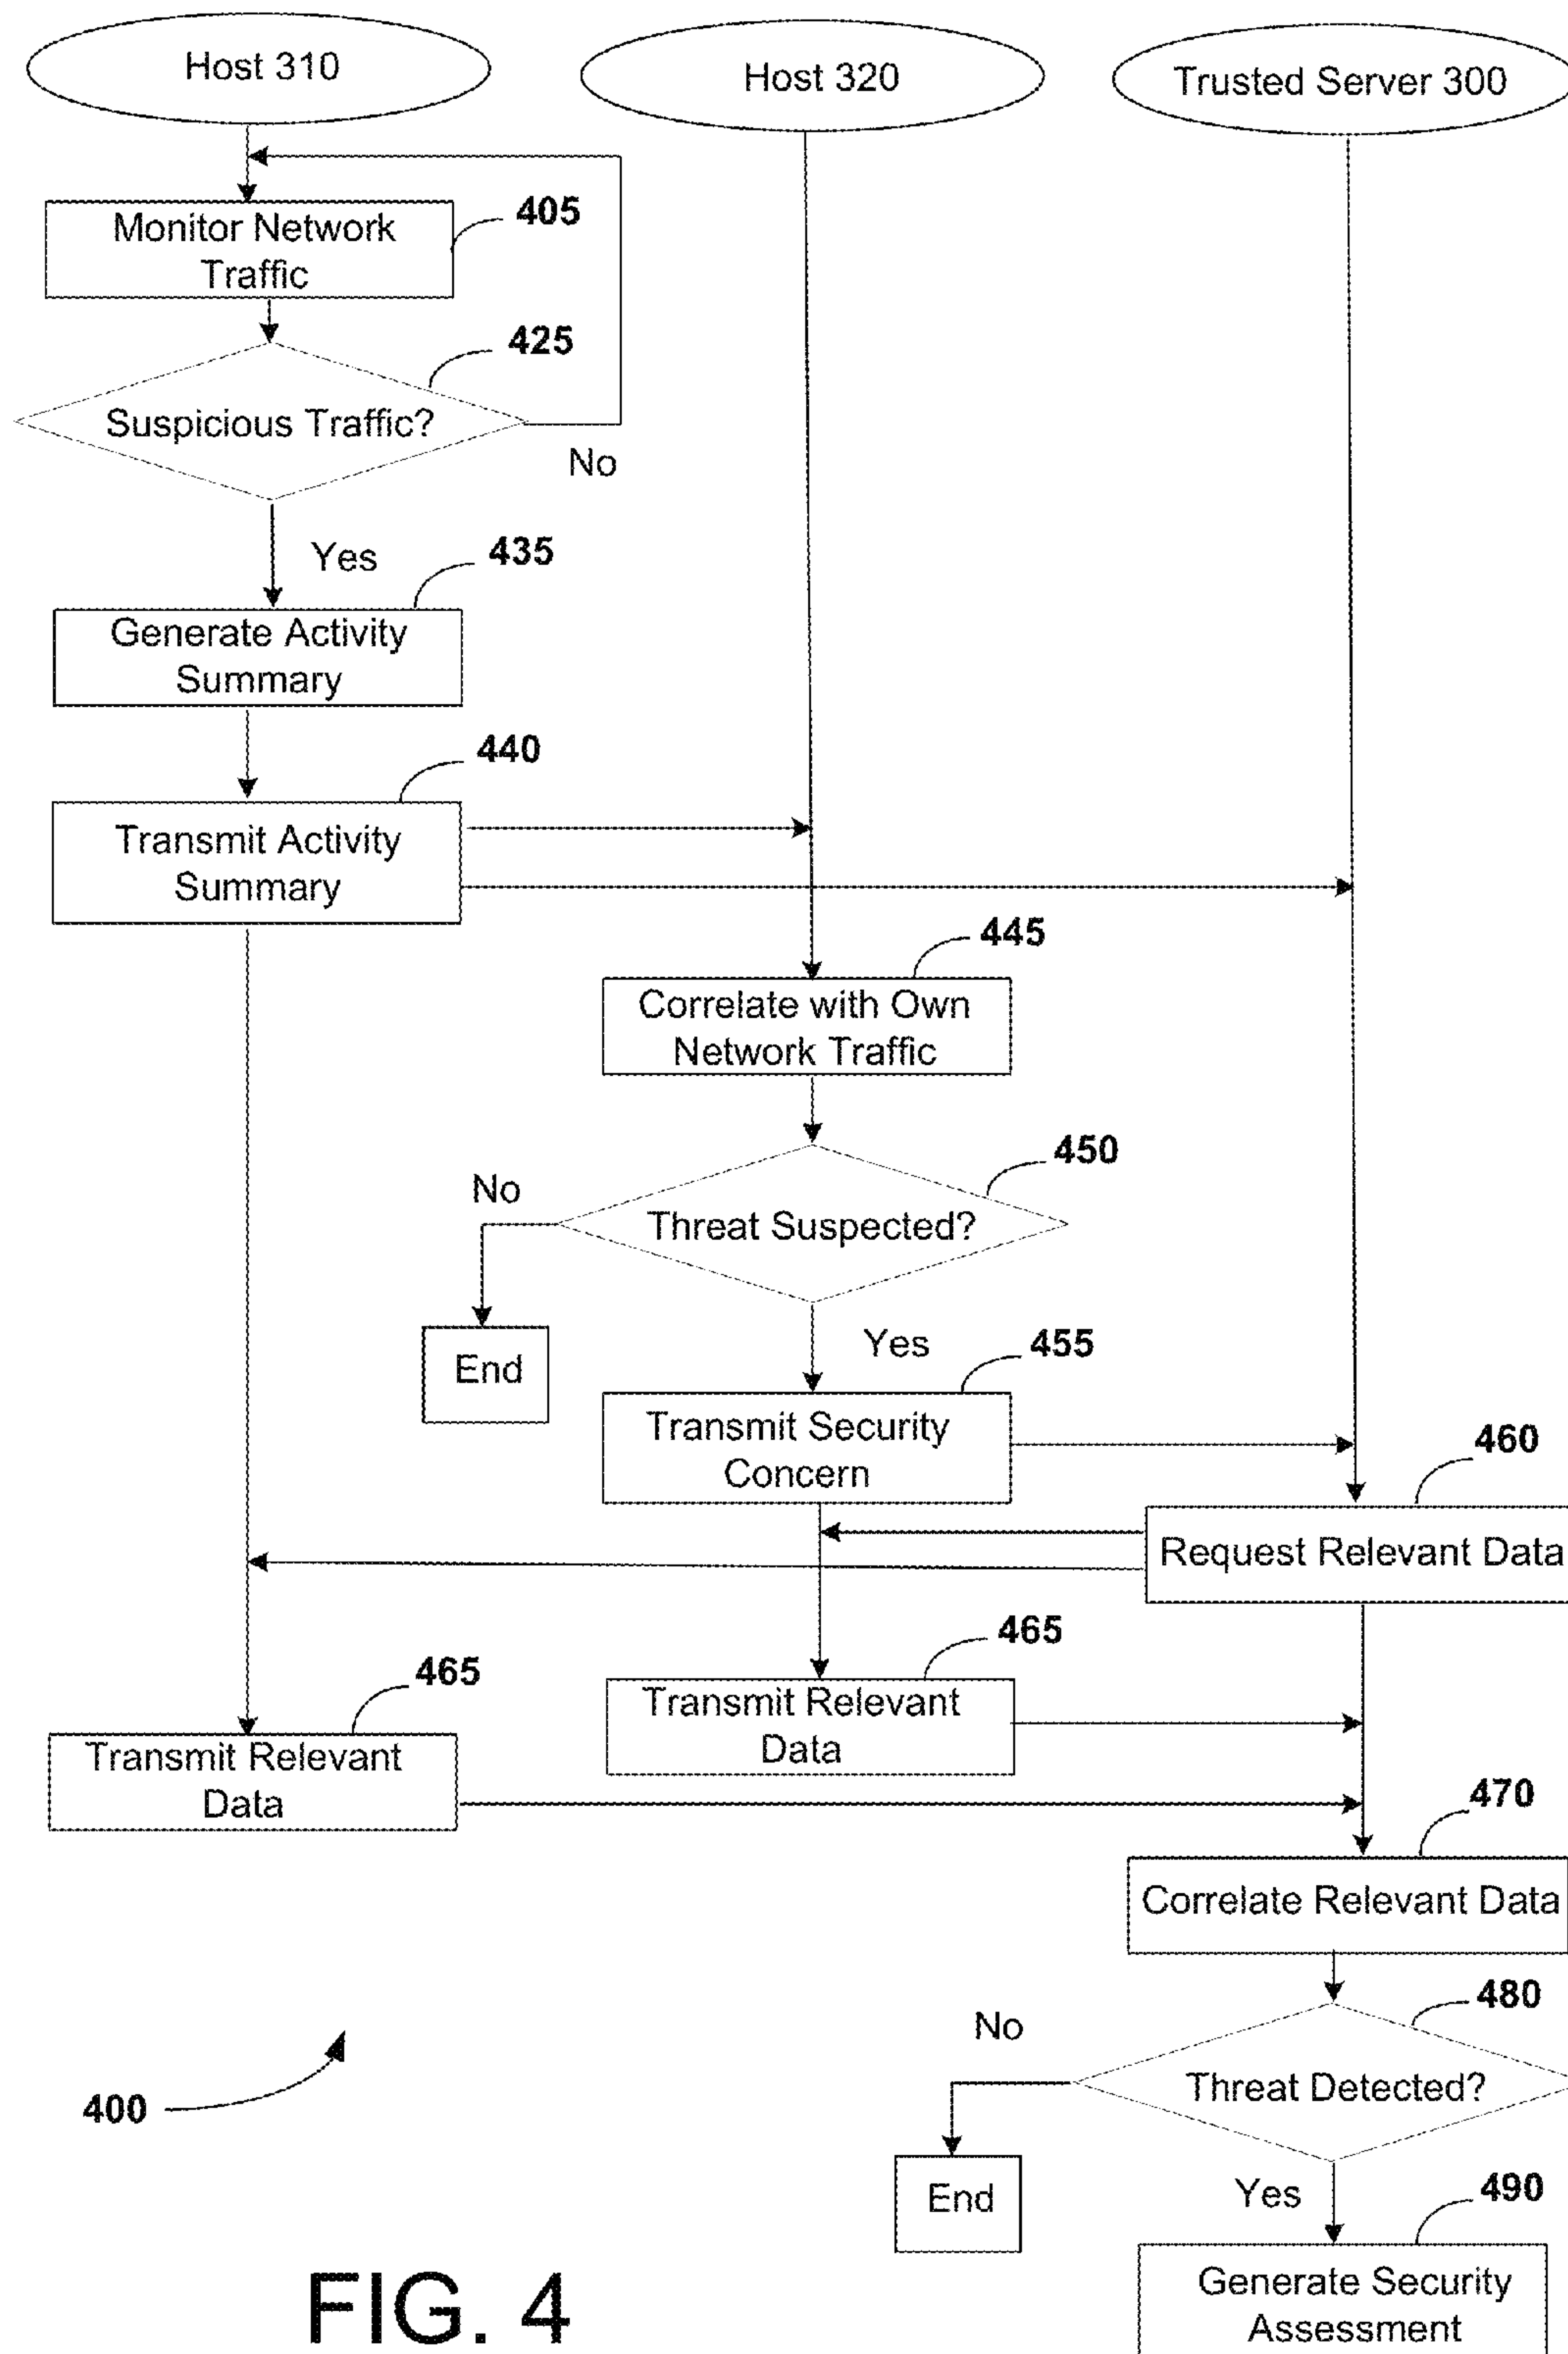 Host 310
Host 320
Trusted Server 300
Monitor Network
Traffic
405
425
Suspicious Traffic?
No
Yes
435
Generate Activity
Summary
440
Transmit Activity
Summary
445
Correlate with Own
Network Traffic
450
No
Threat Suspected?
End
Yes
455
Transmit Security
Concern
460
Request Relevant Data
465
Transmit Relevant
Data
465
Transmit Relevant
Data
470
Correlate Relevant Data
480
No
Threat Detected?
400
End
Yes
490
Generate Security
Assessment
FIG. 4